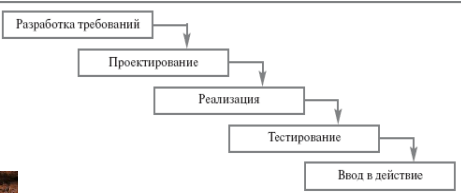 Разработка требований
Проектирование
Реализация
Тестирование
Ввод в действие